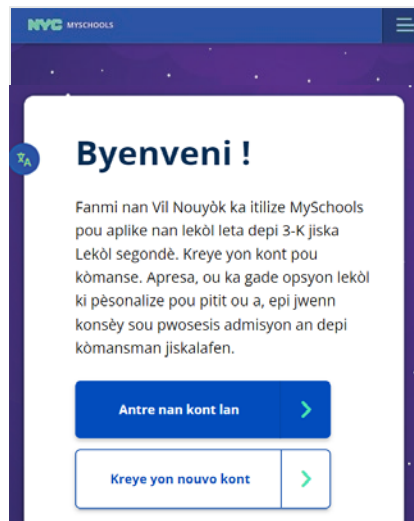 NYC MYSCHOOLS
Byenveni !
Fanmi nan Vil Nouyòk ka itilize MySchools
pou aplike nan lekòl leta depi 3-K jiska
Lekòl segondè. Kreye yon kont pou
kòmanse. Apresa, ou ka gade opsyon lekòl
ki pèsonalize pou pitit ou a, epi jwenn
konsèy sou pwosesis admisyon an depi
kòmansman jiskalafen.
Antre nan kont lan
Kreye yon nouvo kont